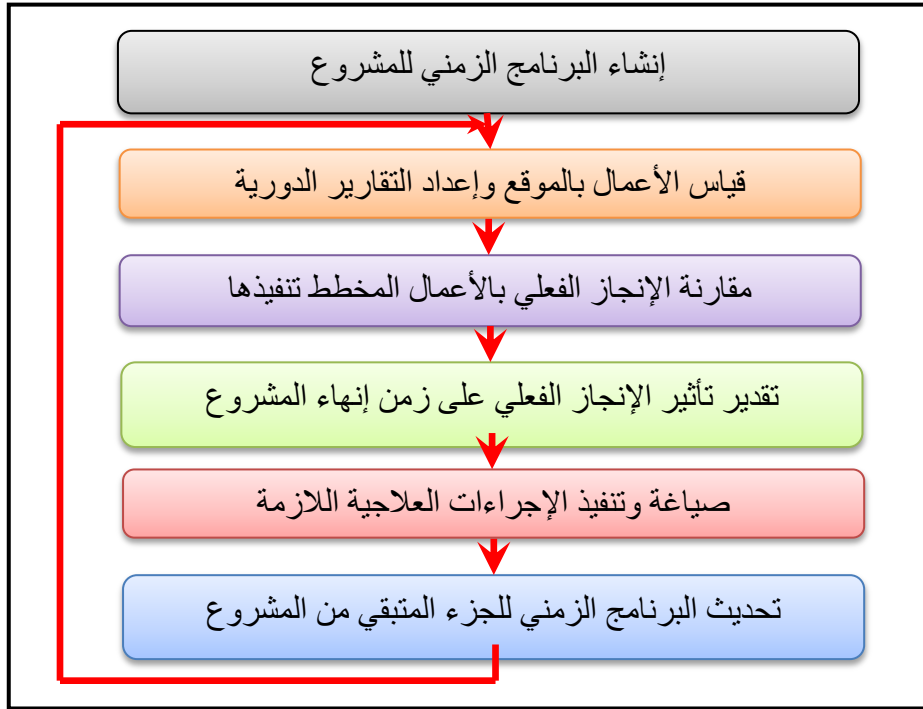 إنشاء البرنامج الزمني للمشروع
قياس الأعمال بالموقع وإعداد التقارير الدورية
مقارنة الإنجاز الفعلي بالأعمال المخطط تنفيذها
تقدير تأثير الإنجاز الفعلي على زمن إنهاء المشروع
صياغة وتنفيذ الإجراءات العلاجية اللازمة
تحديث البرنامج الزمني للجزء المتبقي من المشروع